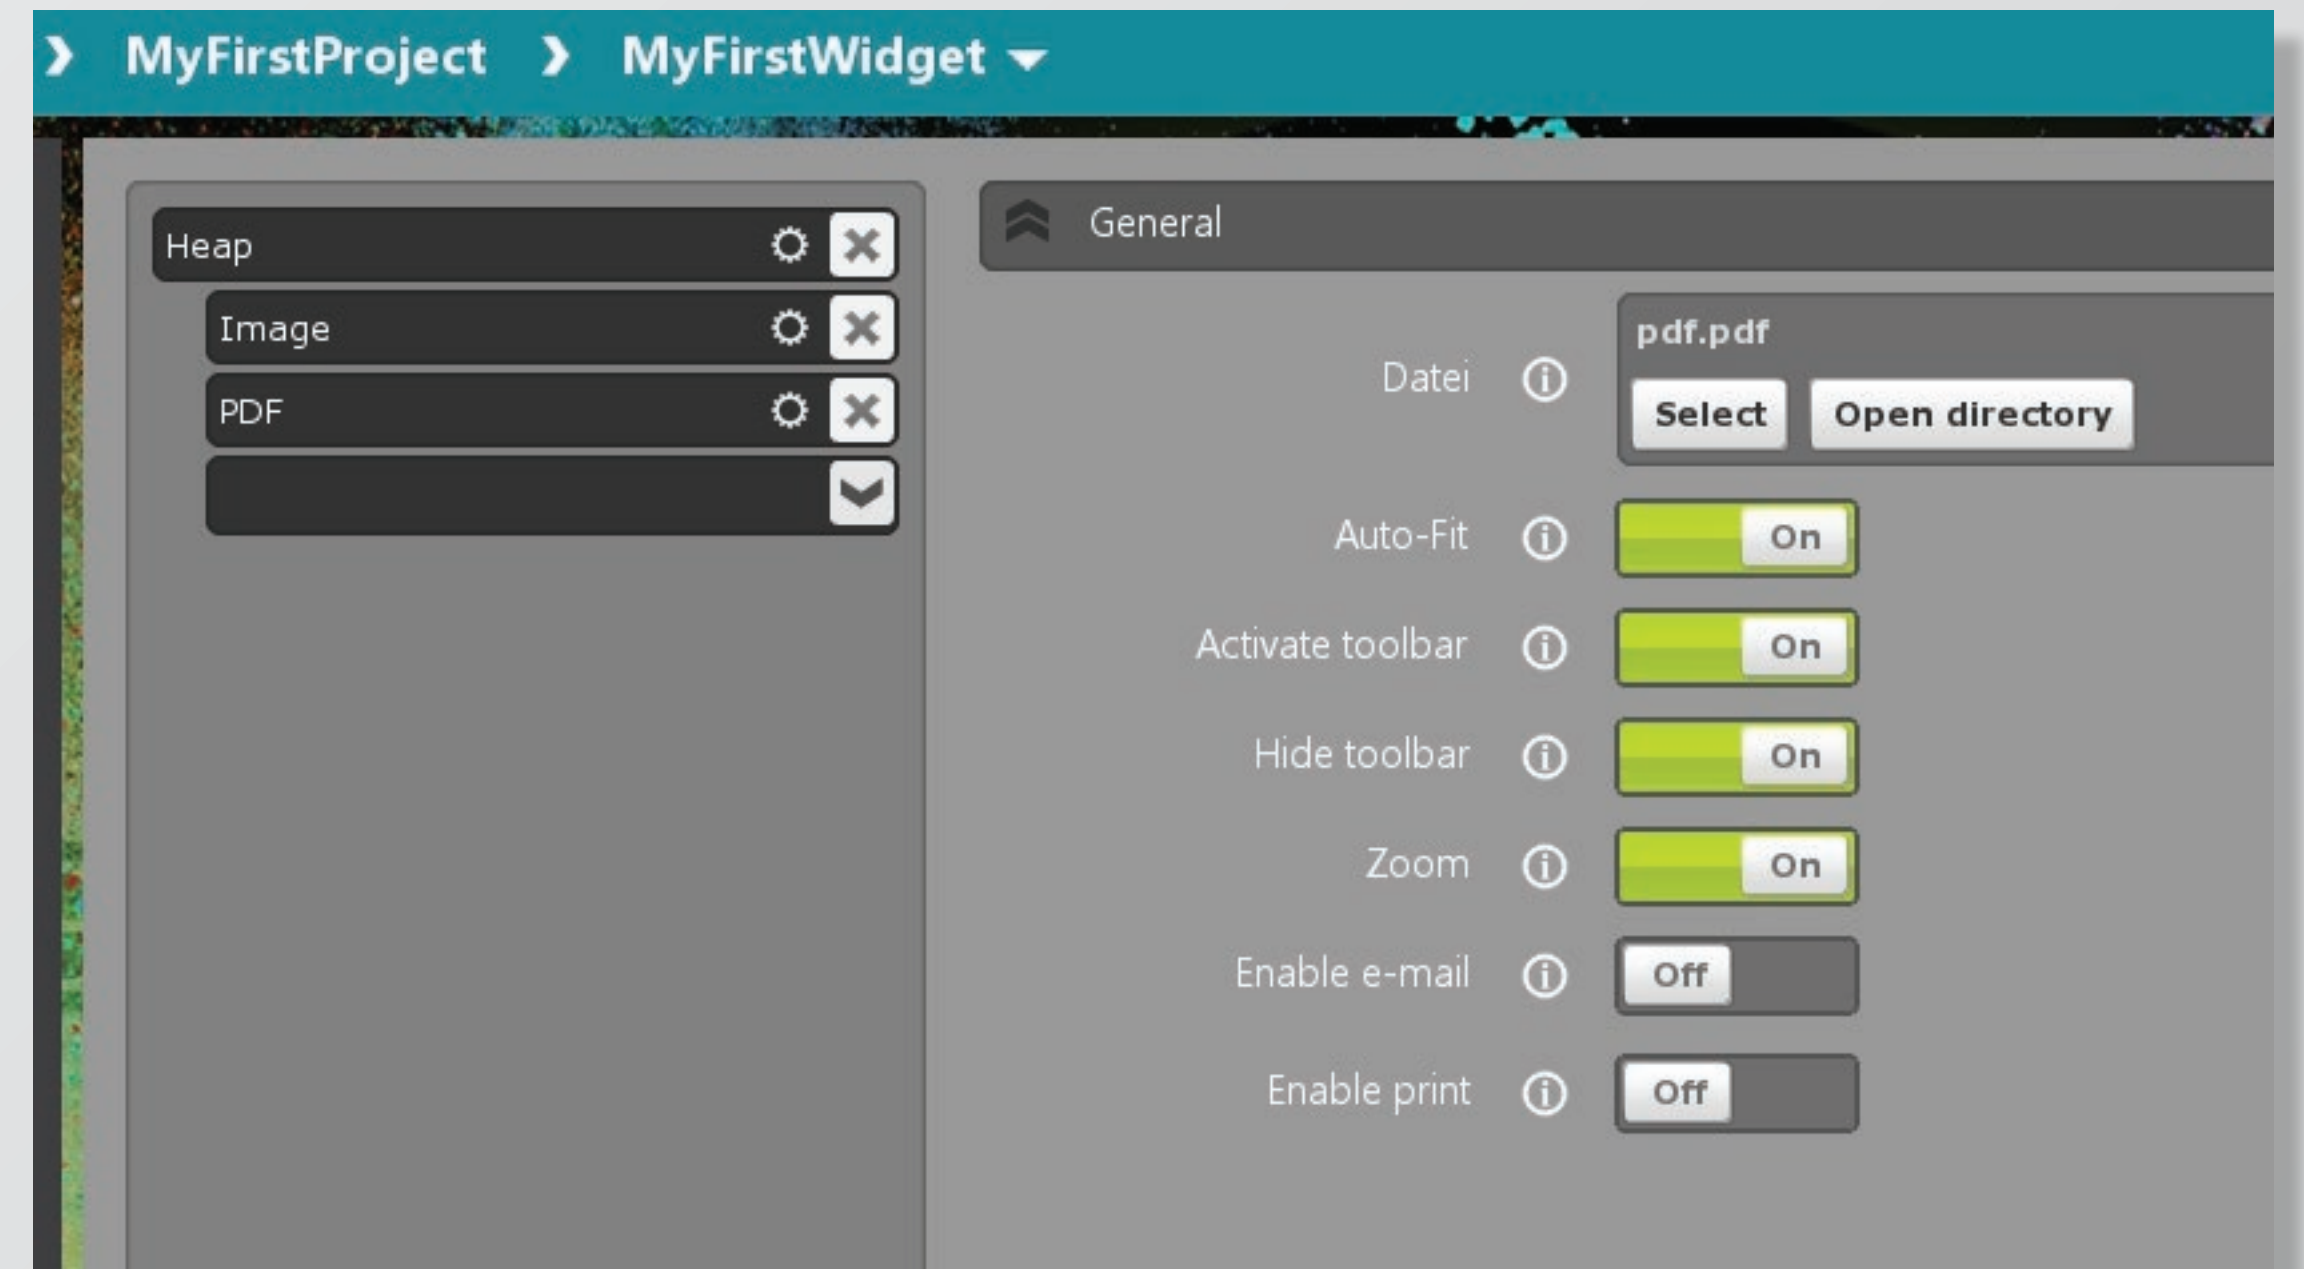 MyFirstProject MyFirstWidget
Heap
Image
PDF
General
Datei
pdf.pdf
Select Open directory
Auto-Fit On
Activate toolbar On
Hide toolbar On
Zoom On
Enable e-mail Off
Enable print Off